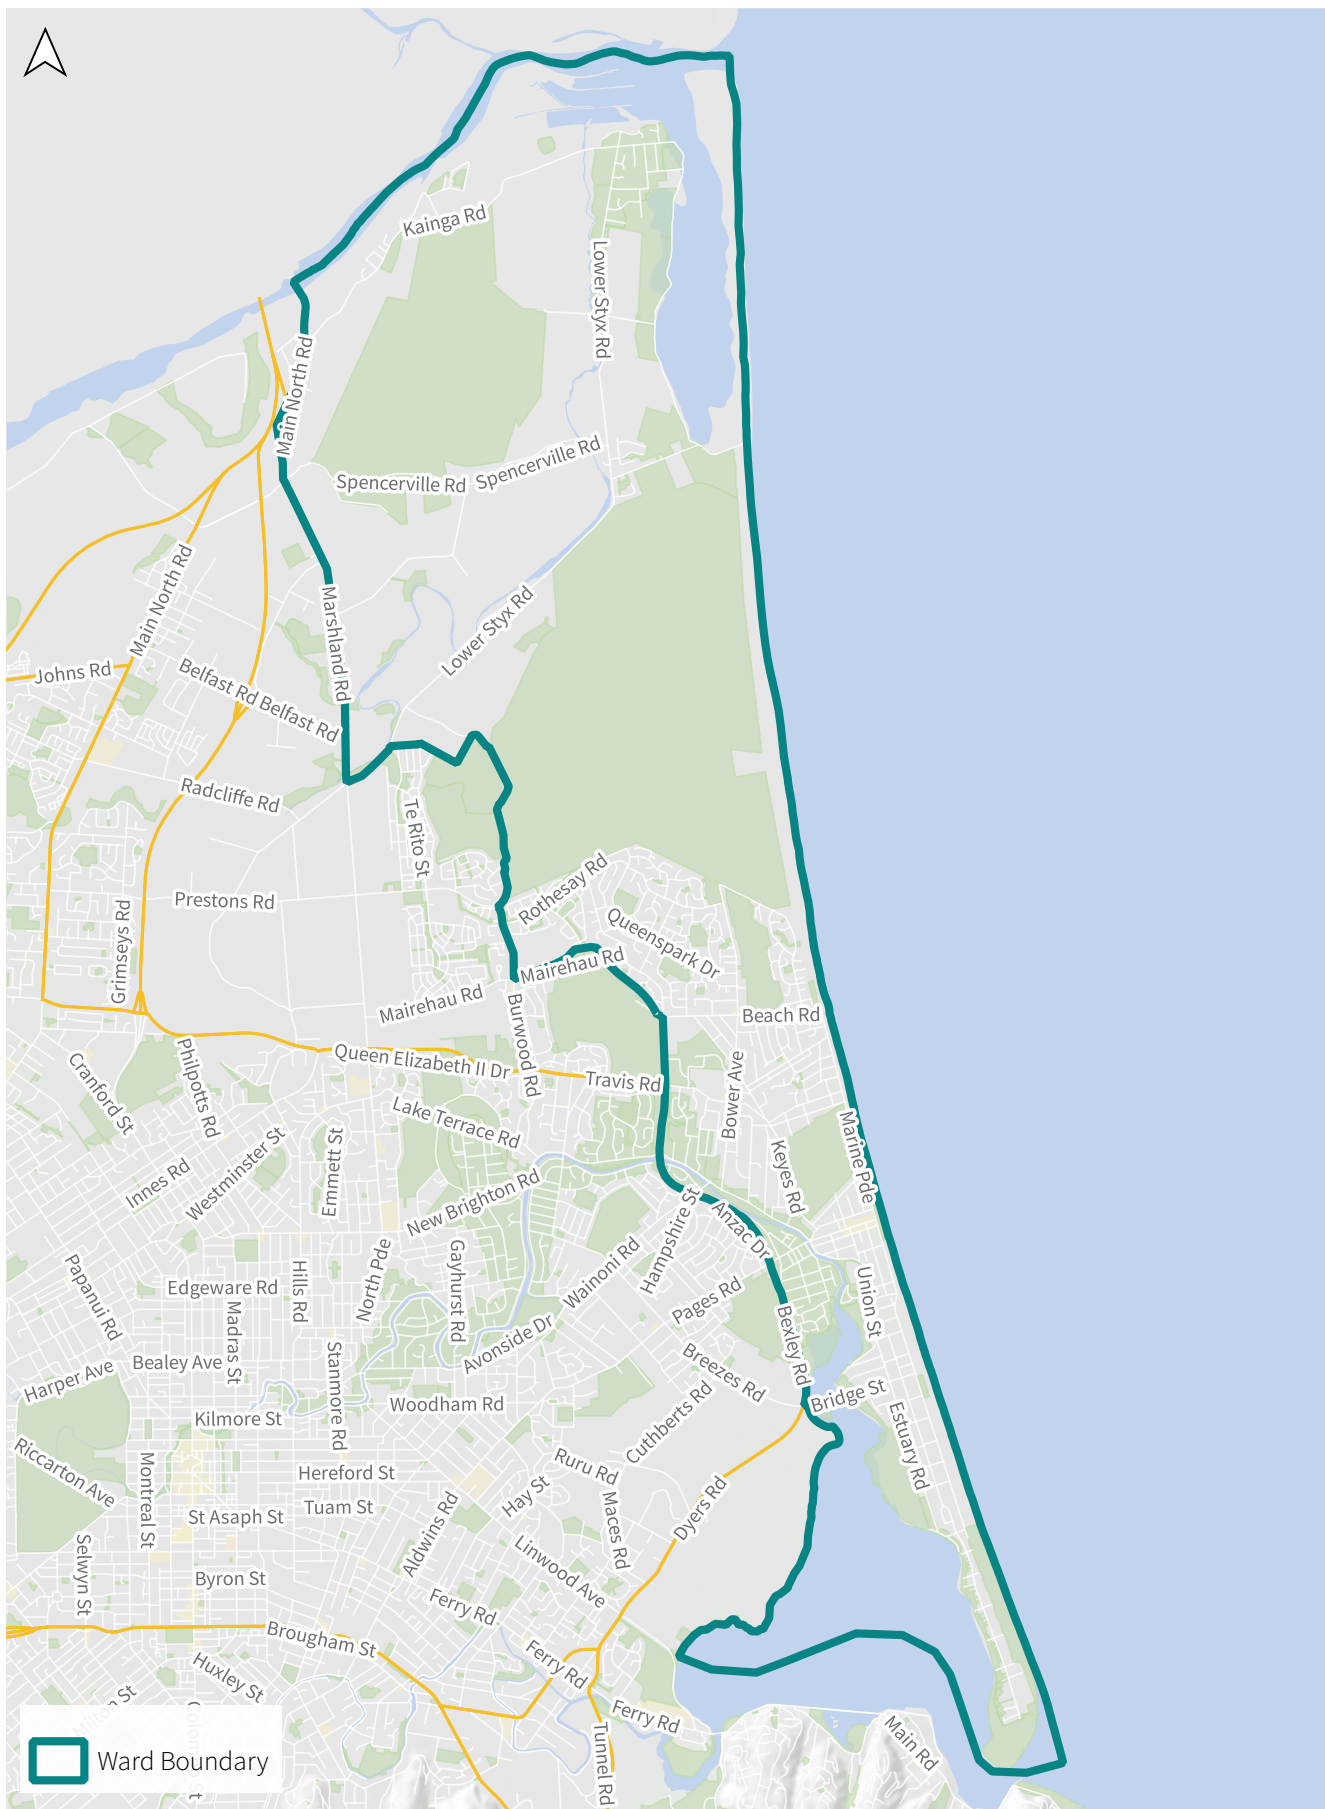 Kainga Rd
Lower Styx Rd
Main North Rd
Spencerville Rd
Spencerville Rd
Main North Rd
Marshland Rd
Lower Styx Rd
Johns Rd
Belfast Rd
Belfast Rd
Radcliffe Rd
Te Rito St
Prestons Rd
Rothesay Rd
Grimseys Rd
Queenspark Dr
Mairehau Rd
Mairehau Rd
Burwood Rd
Beach Rd
Queen Elizabeth II Dr
Travis Rd
Cranford St
Philpotts Rd
Bower Ave
Lake Terrace Rd
Marine Pde
Innes Rd
Westminster St
Emmett St
Keyes Rd
New Brighton Rd
Hampshire St
Anzac Dr
Papanui Rd
Edgeware Rd
Hills Rd
North Pde
Gayhurst Rd
Wainoni Rd
Pages Rd
Union St
Madras St
Bexley Rd
Harper Ave
Bealey Ave
Stanmore Rd
Avonside Dr
Breezes Rd
Bridge St
Kilmore St
Woodham Rd
Cuthberts Rd
Estuary Rd
Riccarton Ave
Montreal St
Hereford St
Ruru Rd
Hay St
Tuam St
St Asaph St
Aldwins Rd
Maces Rd
Dyers Rd
Selwyn St
Byron St
Linwood Ave
Ferry Rd
Brougham St
Ferry Rd
Huxley St
Ferry Rd
Milton St
Tunnel Rd
Main Rd
Ward Boundary